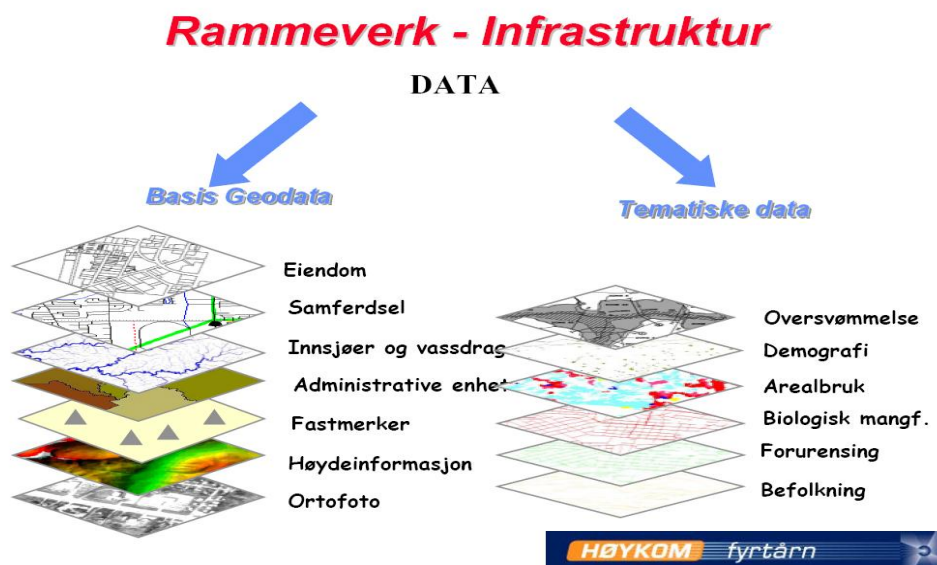 Rammeverk - Infrastruktur
DATA
Basis Geodata
Eiendom
Samferdsel
Innsjøer og vassdrag
Administrative enhet
Fastmerker
Høydeinformasjon
Ortofoto
Tematiske data
Oversvømmelse
Demografi
Arealbruk
Biologisk mangf.
Forurensing
Befolkning
HØYKOM fyrtårn